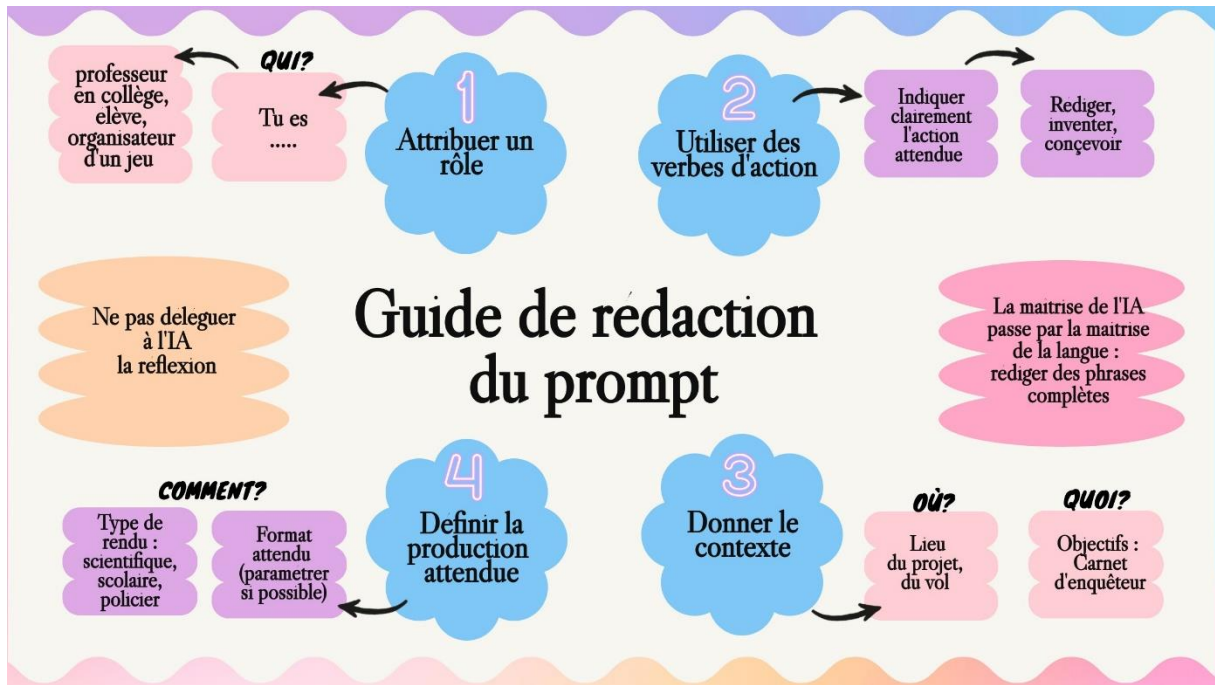 QUI?
professeur
en collège,
élève,
organisateur
d'un jeu
Tu es
.....
1
Attribuer un
rôle
2
Utiliser des
verbes d'action
Indiquer
clairement
l'action
attendue
Rédiger,
inventer,
conçevoir
Ne pas deleguer
à l'IA
la reflexion
Guide de rédaction
du prompt
La maitrise de l'IA
passe par la maitrise
de la langue :
rediger des phrases
complètes
COMMENT?
Type de
rendu :
scientifique,
scolaire,
policier
Format
attendu
(parametrer
si possible)
4
Definir la
production
attendue
3
Donner le
contexte
OÙ?
Lieu
du projet,
du vol
QUOI?
Objectifs :
Carnet
d'enquêteur